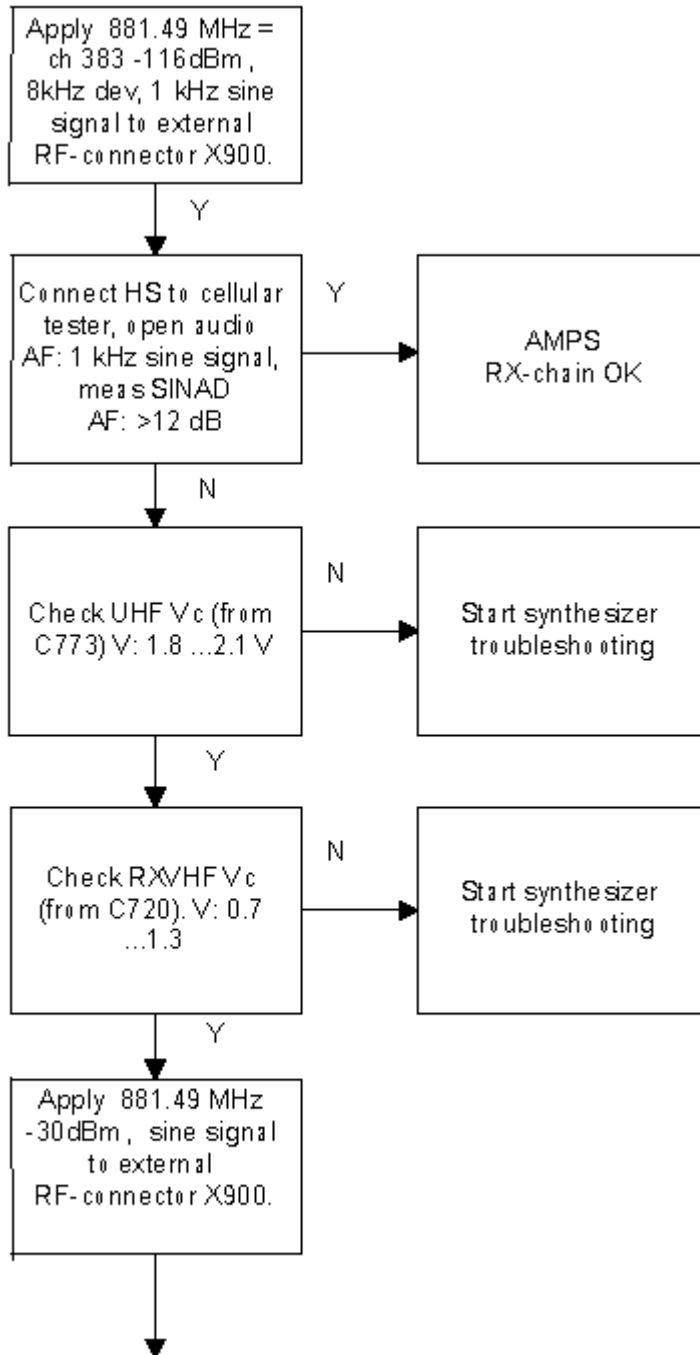 Apply 881.49 MHz =
ch 383 -116dBm,
8kHz dev, 1 kHz sine
signal to external
RF-connector X900.
Y
Connect HS to cellular
tester, open audio
AF: 1 kHz sine signal,
meas SINAD
AF: >12 dB
Y
AMPS
RX-chain OK
N
Check UHF Vc (from
C773) V: 1.8 ...2.1 V
N
Start synthesizer
troubleshooting
Y
Check RXVHF Vc
(from C720). V: 0.7
...1.3
N
Start synthesizer
troubleshooting
Y
Apply 881.49 MHz
-30dBm, sine signal
to external
RF-connector X900.